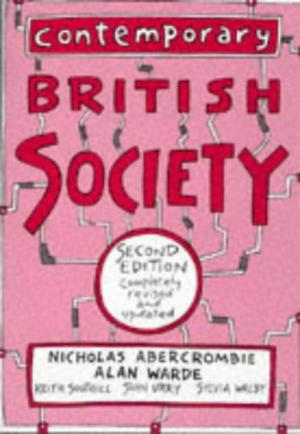 contemporary
BRITISH
SOCIETY
SECOND
EDITION
Completely
revised
and
updated
NICHOLAS ABERCROMBIE
ALAN WARDE
KEITH SOOTHILL JOHN URRY SYLVIA WALBY